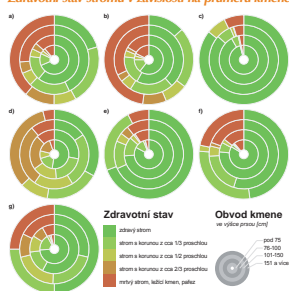 Zdravotní stav stromů v závislosti na průměru kmene
a)
b)
c)
d)
e)
f)
g)
Zdravotní stav
zdravý strom
strom s korunou z cca 1/3 proschlou
strom s korunou z cca 1/2 proschlou
strom s korunou z cca 2/3 proschlou
mrtvý strom, ležící kmen, pařez
Obvod kmene
ve výšce prsou [cm]
pod 75
76-100
101-150
151 a více